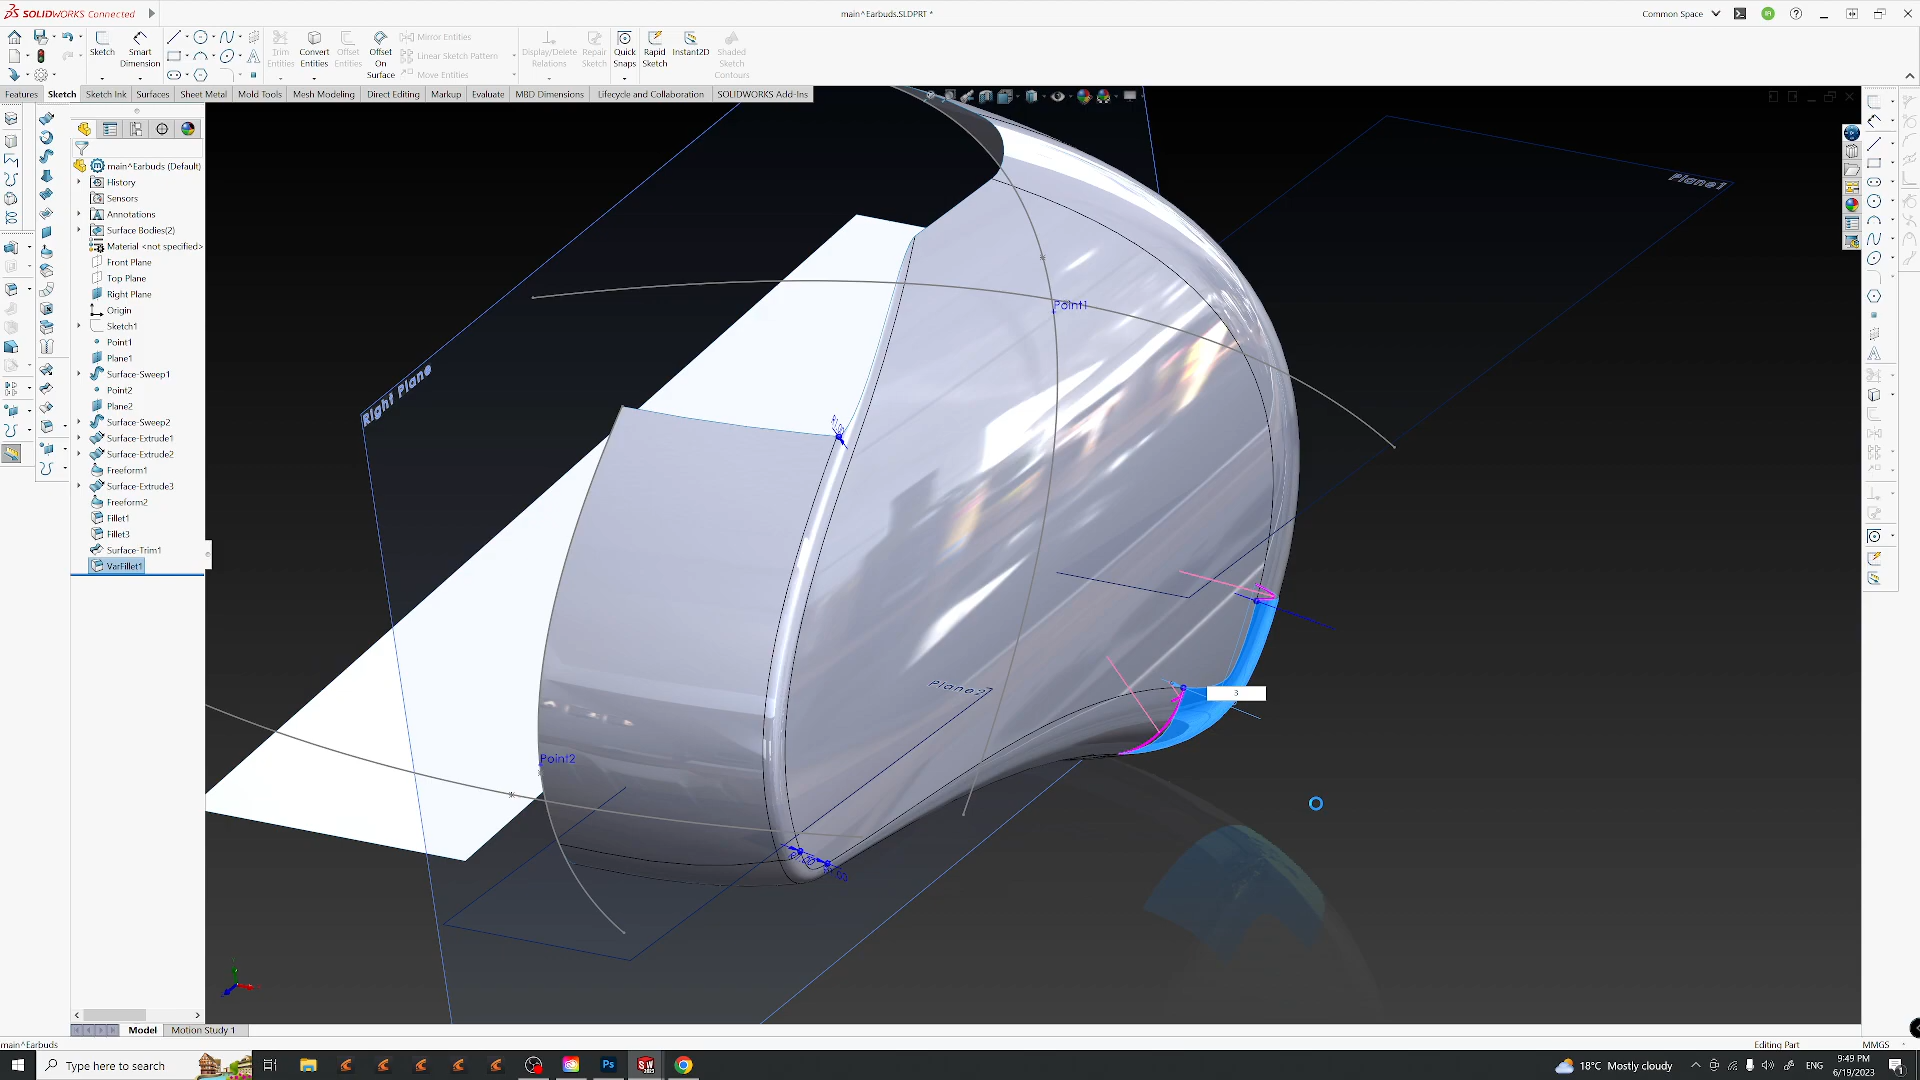 SOLIDWORKS Connected
main^Earbuds.SLDPRT *
Common Space
Sketch
Smart Dimension
Trim Entities
Convert Entities
Offset Entities
Offset On Surface
Mirror Entities
Linear Sketch Pattern
Move Entities
Display/Delete Relations
Repair Sketch
Quick Snaps
Rapid Sketch
Instant2D
Shaded Sketch Contours
Features
Sketch
Sketch Ink
Surfaces
Sheet Metal
Mold Tools
Mesh Modeling
Direct Editing
Markup
Evaluate
MBD Dimensions
Lifecycle and Collaboration
SOLIDWORKS Add-Ins
main^Earbuds (Default)
History
Sensors
Annotations
Surface Bodies(2)
Material <not specified>
Front Plane
Top Plane
Right Plane
Origin
Sketch1
Point1
Plane1
Surface-Sweep1
Point2
Plane2
Surface-Sweep2
Surface-Extrude1
Surface-Extrude2
Freeform1
Surface-Extrude3
Freeform2
Fillet1
Fillet3
Surface-Trim1
VarFillet1
Plane1
Right Plane
Point1
Plane2
3
Point2
Model
Motion Study 1
main^Earbuds
Editing Part
MMGS
Type here to search
Ps
SW
18°C Mostly cloudy
ENG
9:49 PM
6/19/2023